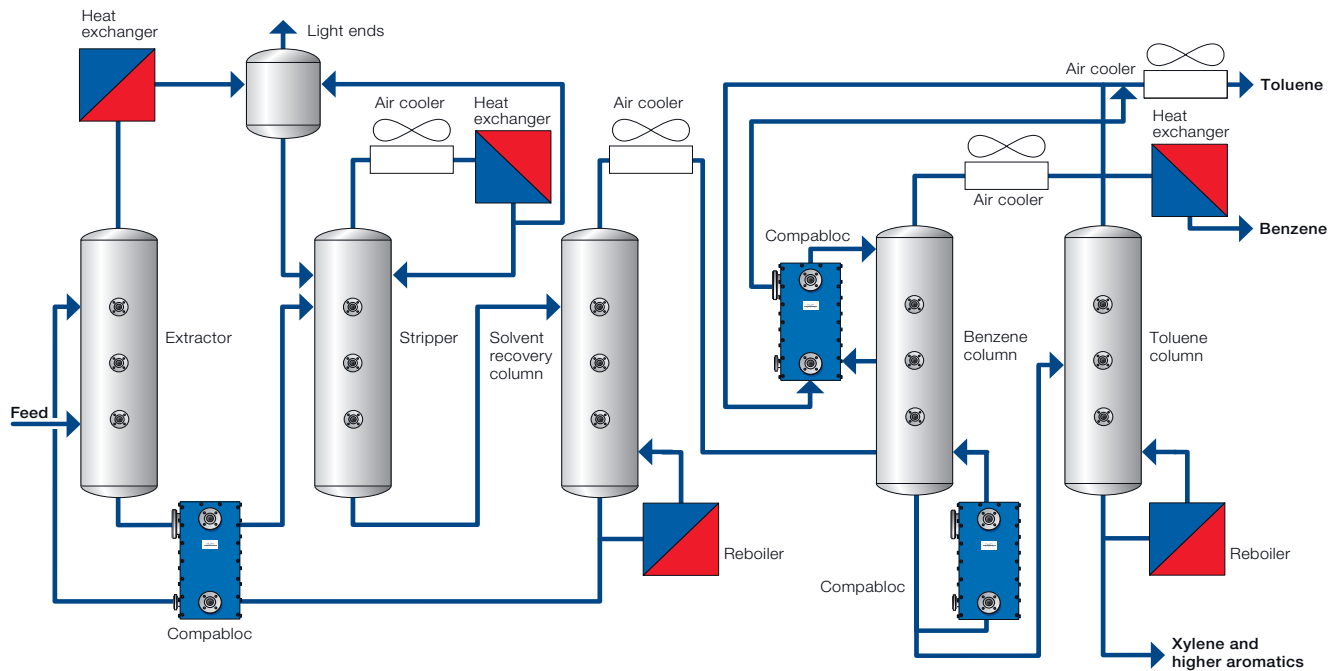 Heat
exchanger
Light ends
Air cooler
Heat
exchanger
Air cooler
Air cooler
Toluene
Heat
exchanger
Air cooler
Benzene
Compabloc
Extractor
Stripper
Solvent
recovery
column
Benzene
column
Toluene
column
Feed
Reboiler
Reboiler
Compabloc
Compabloc
Xylene and
higher aromatics